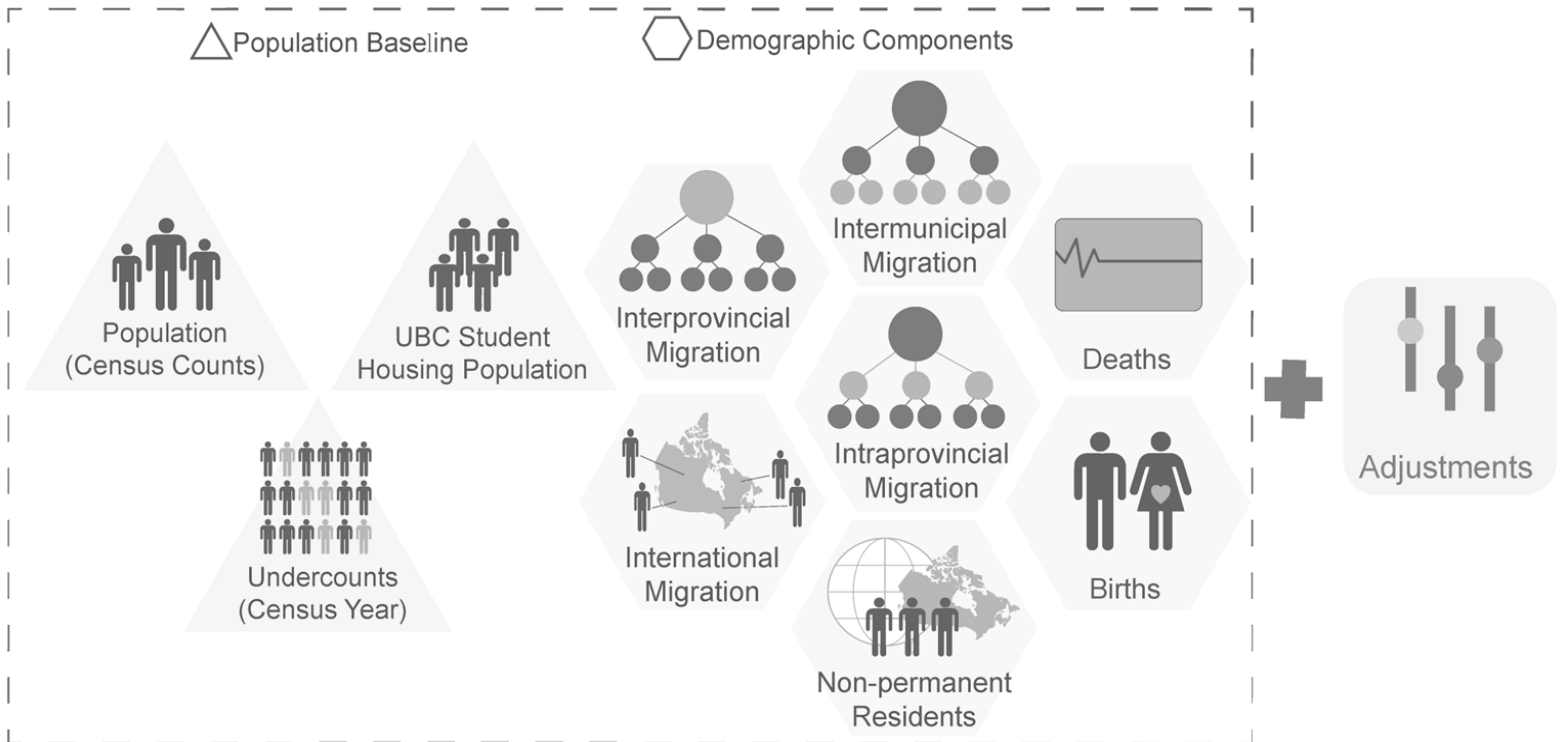 Population Baseline
Demographic Components
Population
(Census Counts)
UBC Student
Housing Population
Undercounts
(Census Year)
Interprovincial
Migration
Intermunicipal
Migration
Deaths
International
Migration
Intraprovincial
Migration
Births
Non-permanent
Residents
Adjustments